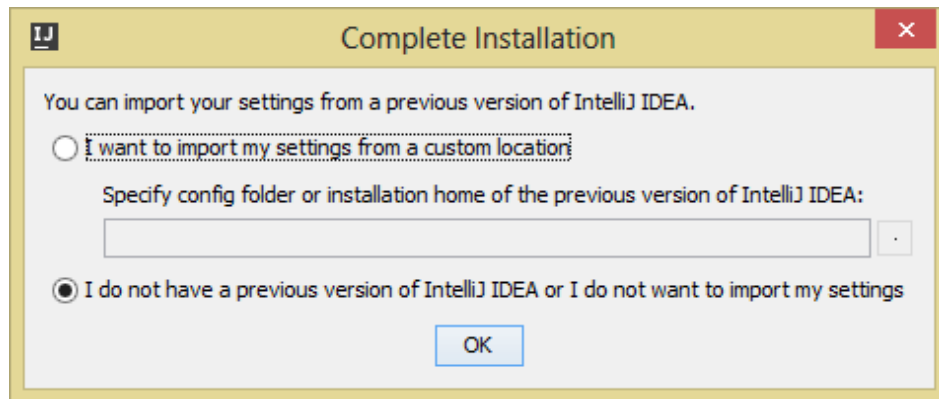 IJ
Complete Installation
You can import your settings from a previous version of IntelliJ IDEA.
I want to import my settings from a custom location
Specify config folder or installation home of the previous version of IntelliJ IDEA:
.
I do not have a previous version of IntelliJ IDEA or I do not want to import my settings
OK